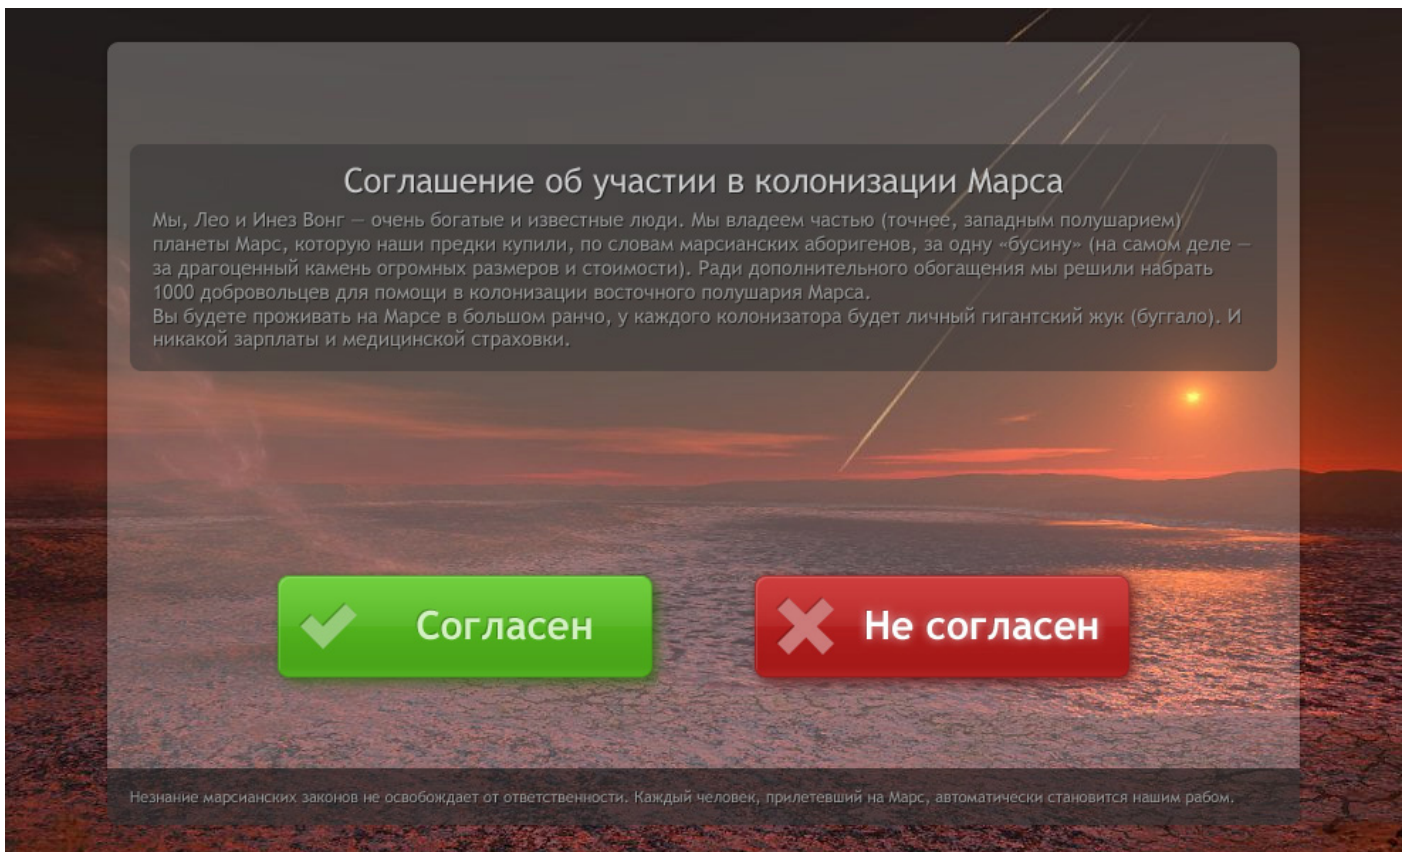 Соглашение об участии в колонизации Марса
Мы, Лео и Инез Вонг — очень богатые и известные люди. Мы владеем частью (точнее, западным полушарием)
планеты Марс, которую наши предки купили, по словам марсианских аборигенов, за одну «бусину» (на самом деле —
за драгоценный камень огромных размеров и стоимости). Ради дополнительного обогащения мы решили набрать
1000 добровольцев для помощи в колонизации восточного полушария Марса.
Вы будете проживать на Марсе в большом ранчо, у каждого колонизатора будет личный гигантский жук (буггало). И
никакой зарплаты и медицинской страховки.
Согласен
Не согласен
Незнание марсианских законов не освобождает от ответственности. Каждый человек, прилетевший на Марс, автоматически становится нашим рабом.